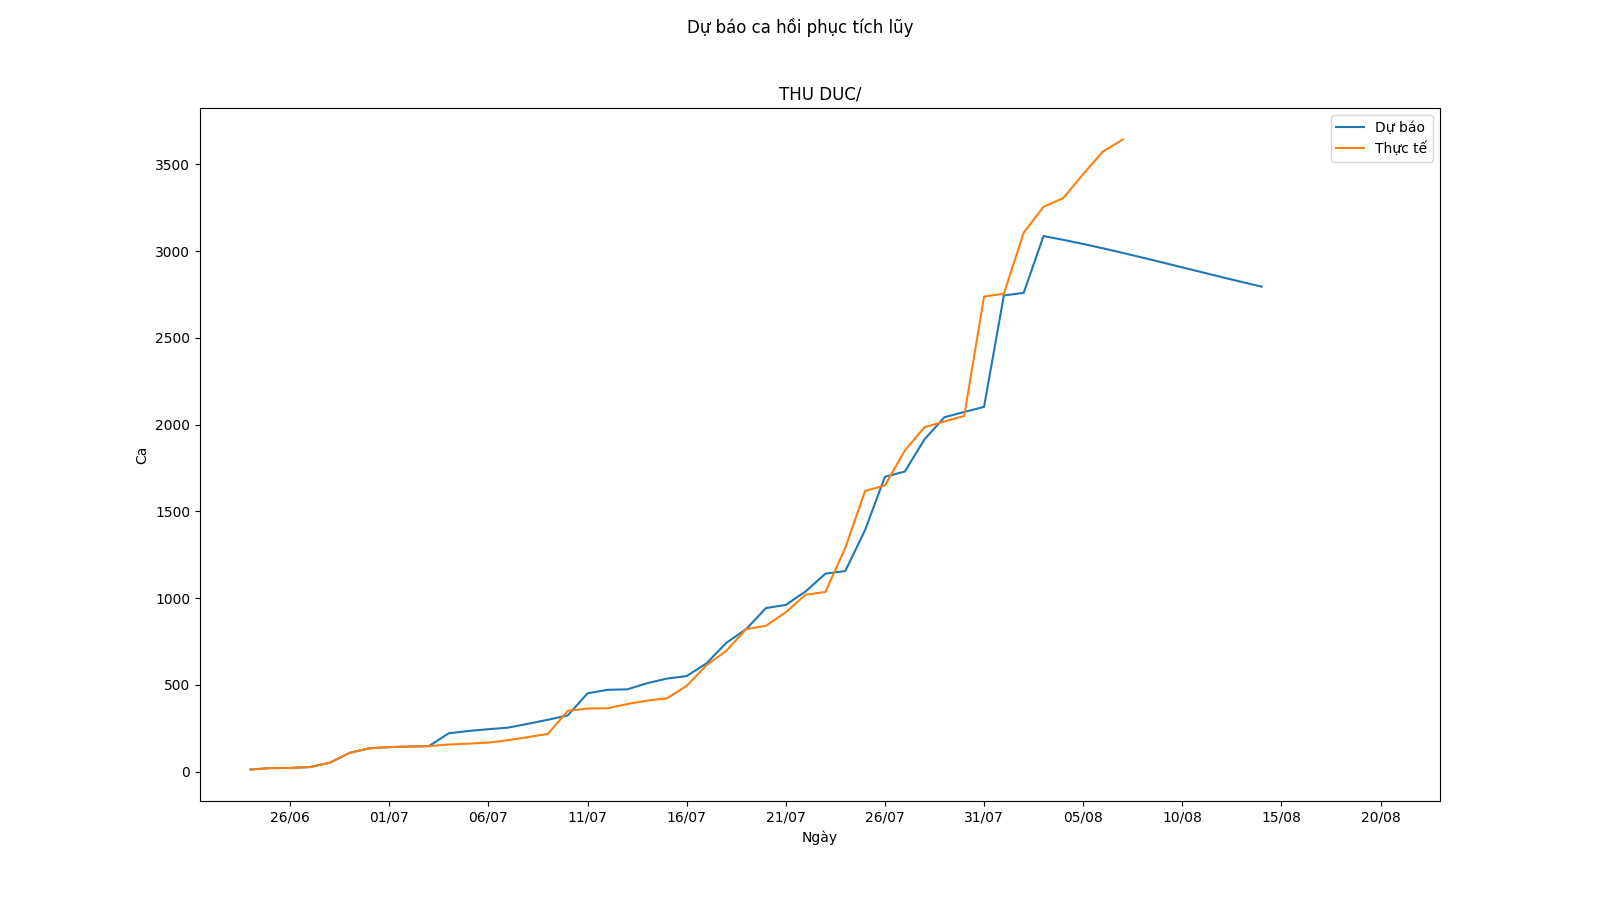 Dự báo ca hồi phục tích lũy
THU DUC/
Dự báo
Thực tế
3500
3000
2500
2000
1500
1000
500
0
Ca
26/06 01/07 06/07 11/07 16/07 21/07 26/07 31/07 05/08 10/08 15/08 20/08
Ngày